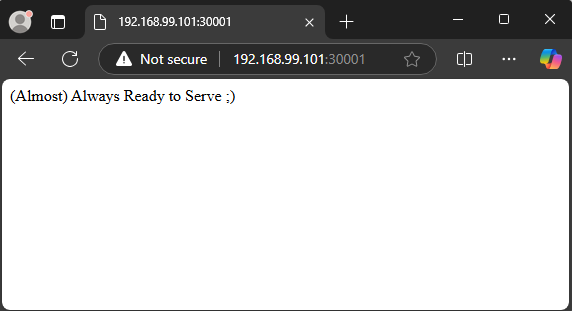 192.168.99.101:30001
Not secure 192.168.99.101:30001
(Almost) Always Ready to Serve ;)